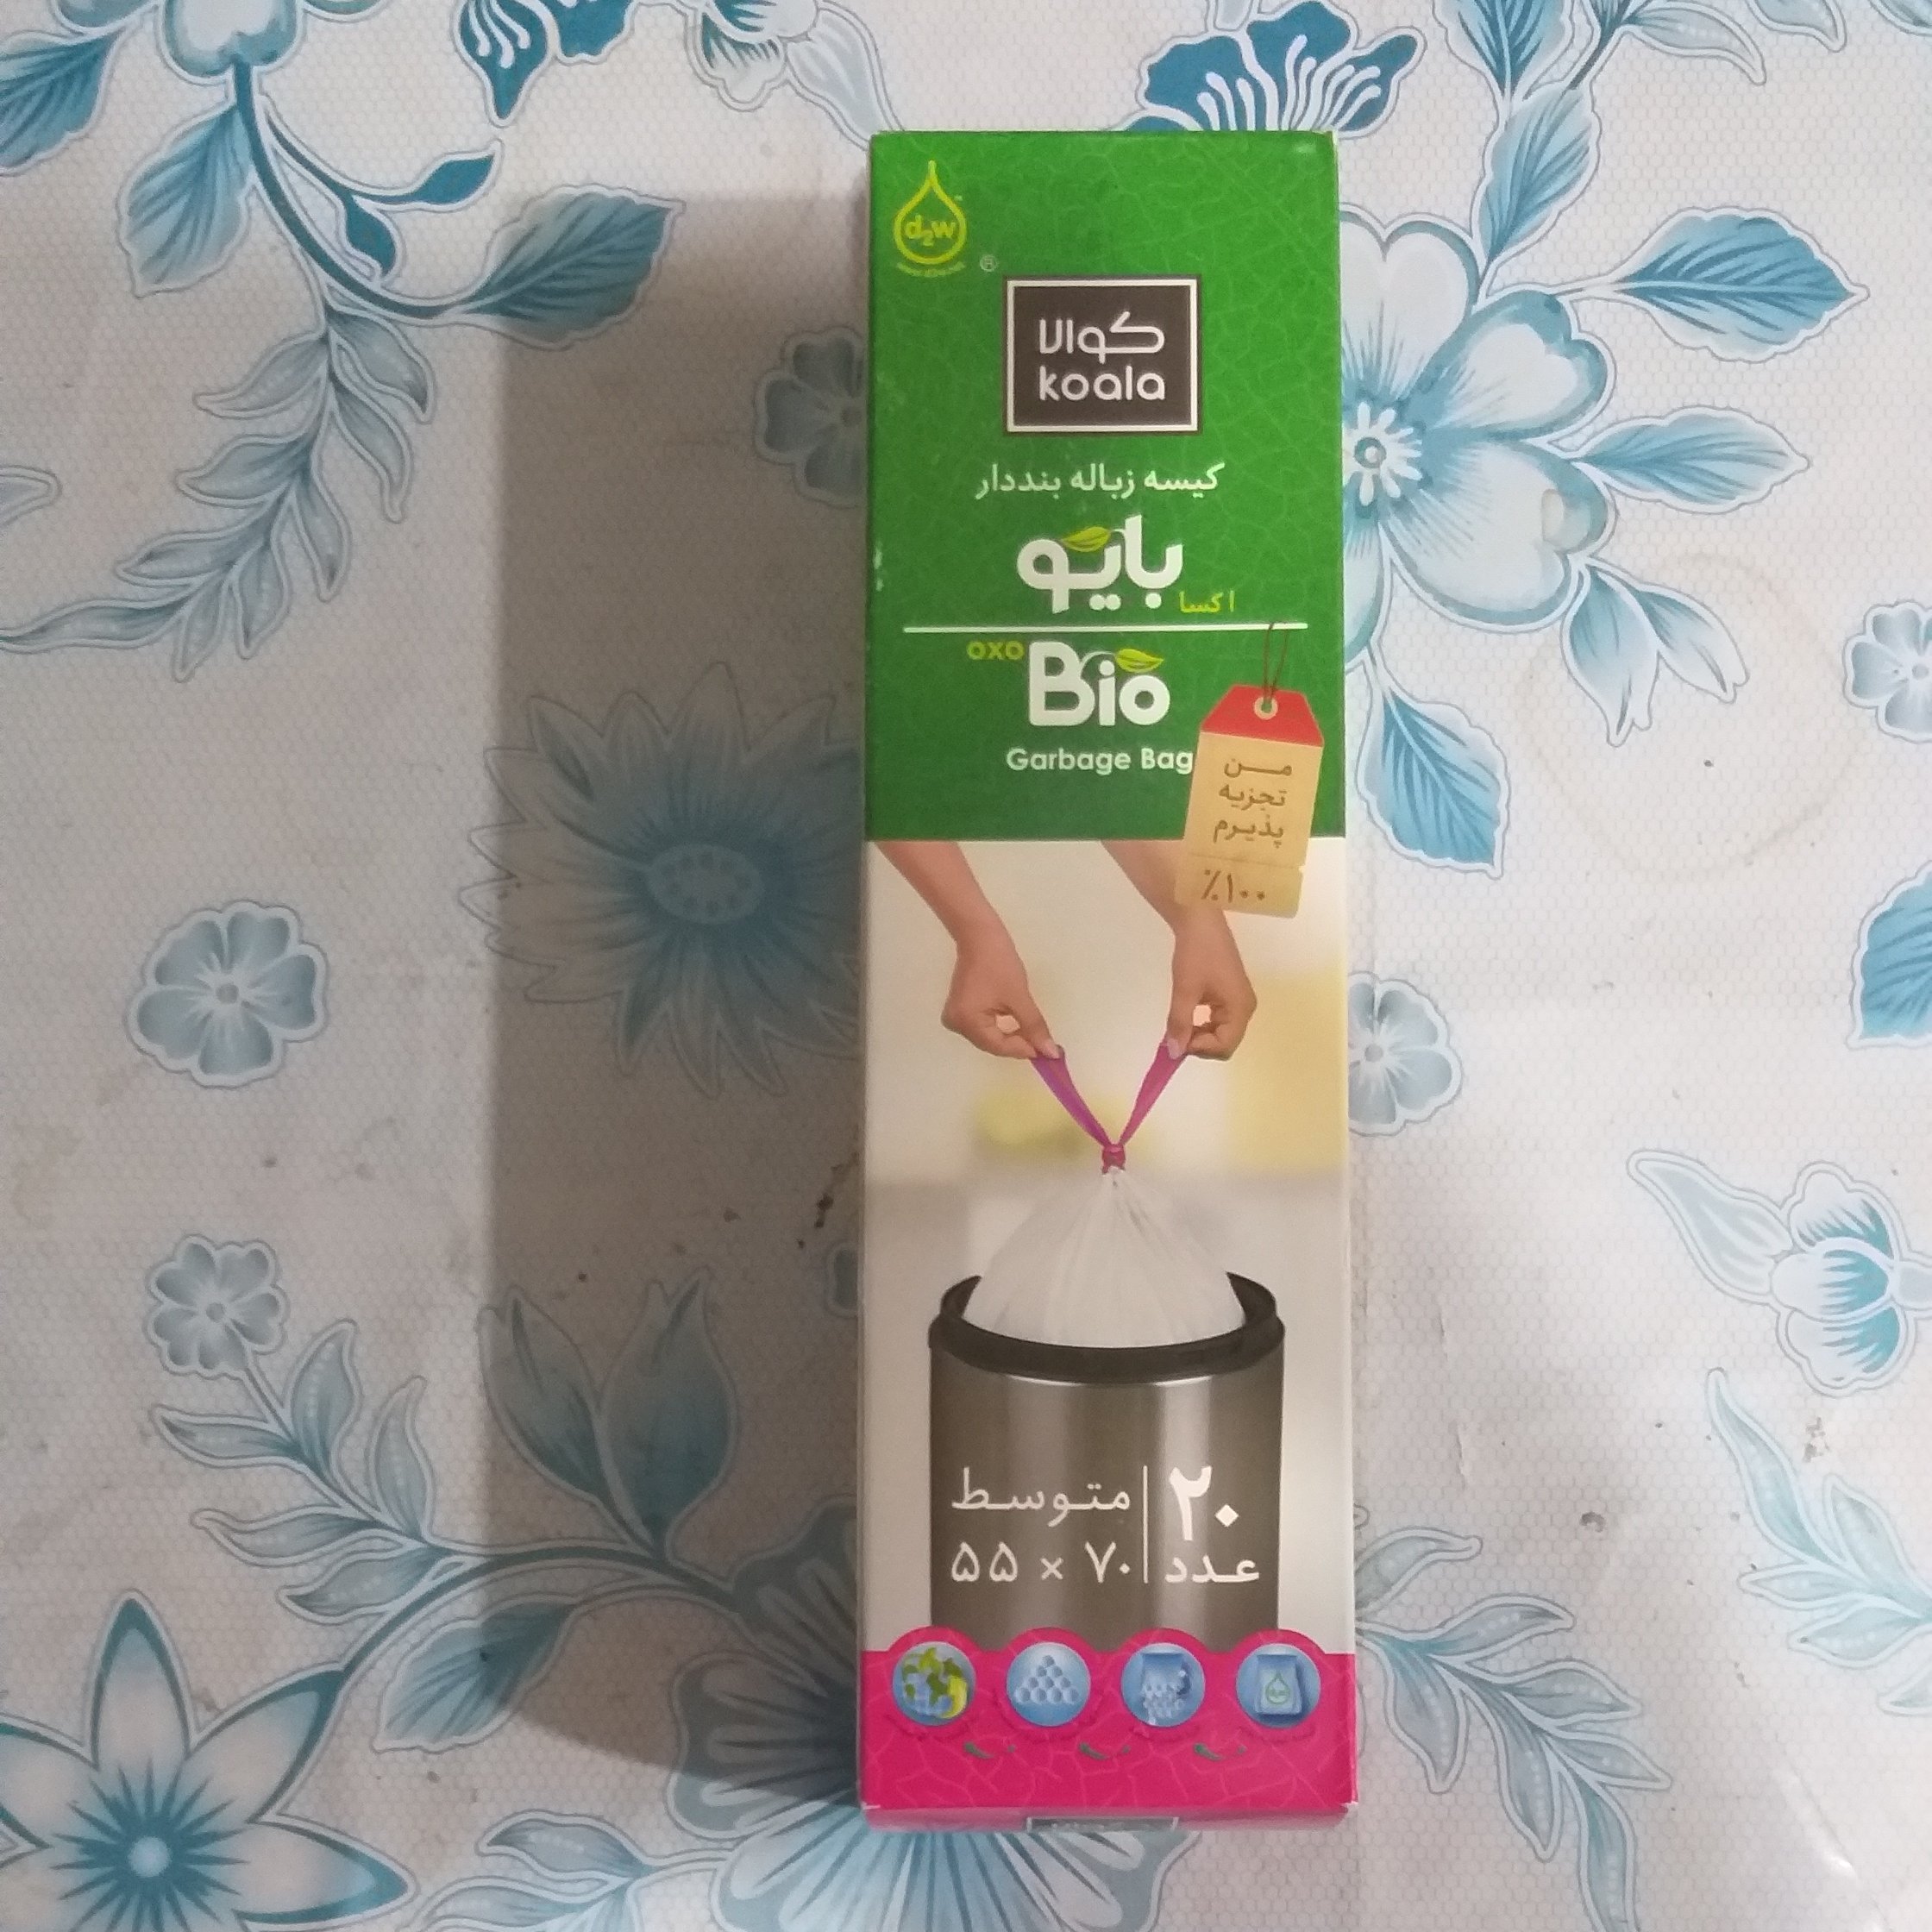 d2w
®
کوالا
koala
کیسه زباله بنددار
بایو
اکسا
OXO
Bio
Garbage Bag
من
تجزیه
پذیرم
٪۱۰۰
۲۰
عدد
متوسط
۵۵ × ۷۰